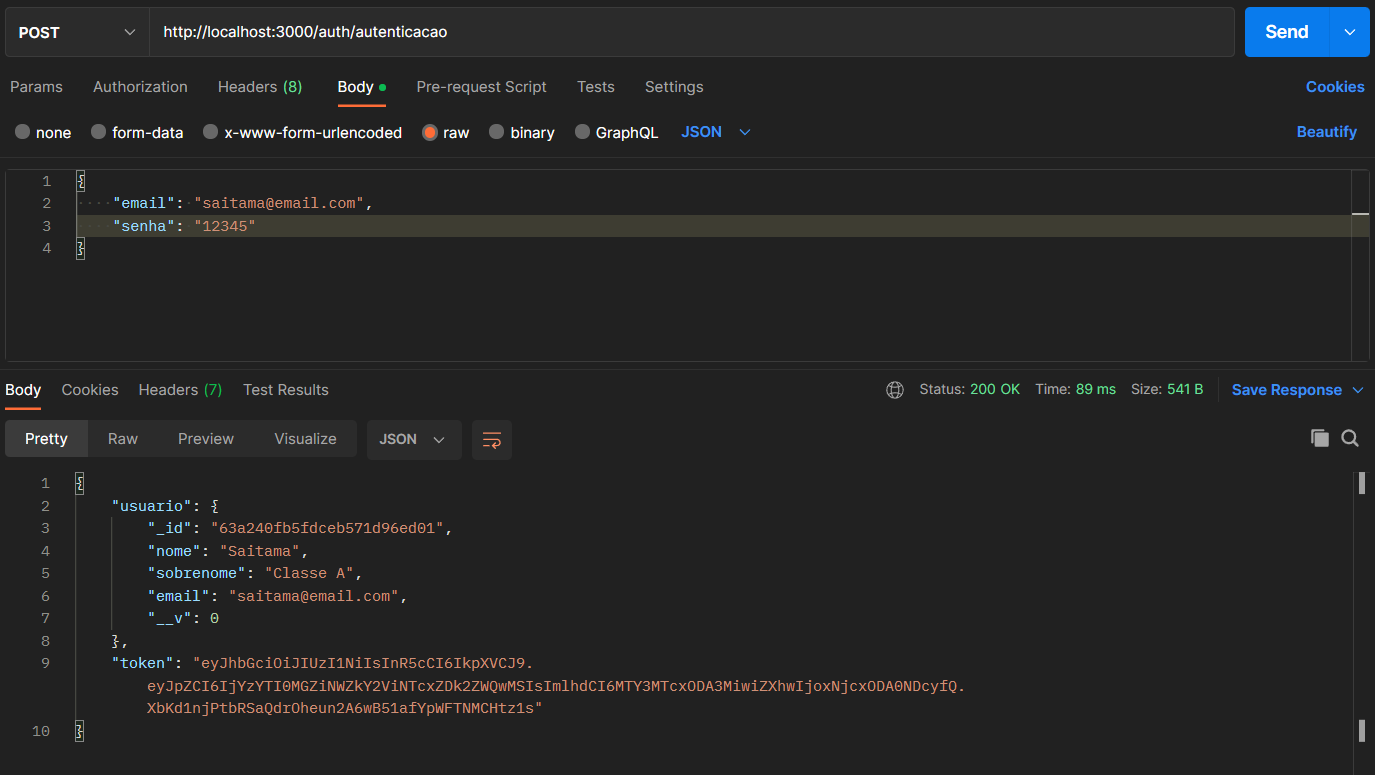 POST http://localhost:3000/auth/autenticacao Send
Params Authorization Headers (8) Body Pre-request Script Tests Settings Cookies
none form-data x-www-form-urlencoded raw binary GraphQL JSON Beautify
1 {
2 ····"email":·"saitama@email.com",
3 ····"senha":·"12345"
4 }
Body Cookies Headers (7) Test Results Status: 200 OK Time: 89 ms Size: 541 B Save Response
Pretty Raw Preview Visualize JSON
1 {
2 "usuario": {
3 "_id": "63a240fb5fdceb571d96ed01",
4 "nome": "Saitama",
5 "sobrenome": "Classe A",
6 "email": "saitama@email.com",
7 "__v": 0
8 },
9 "token": "eyJhbGciOiJIUzI1NiIsInR5cCI6IkpXVCJ9.
eyJpZCI6IjYzYTI0MGZiNWZkY2ViNTcxZDk2ZWQwMSIsImlhdCI6MTY3MTcxODA3MiwiZXhwIjoxNjcxODA0NDcyfQ.
XbKd1njPtbRSaQdrOheun2A6wB51afYpWFTNMCHtz1s"
10 }